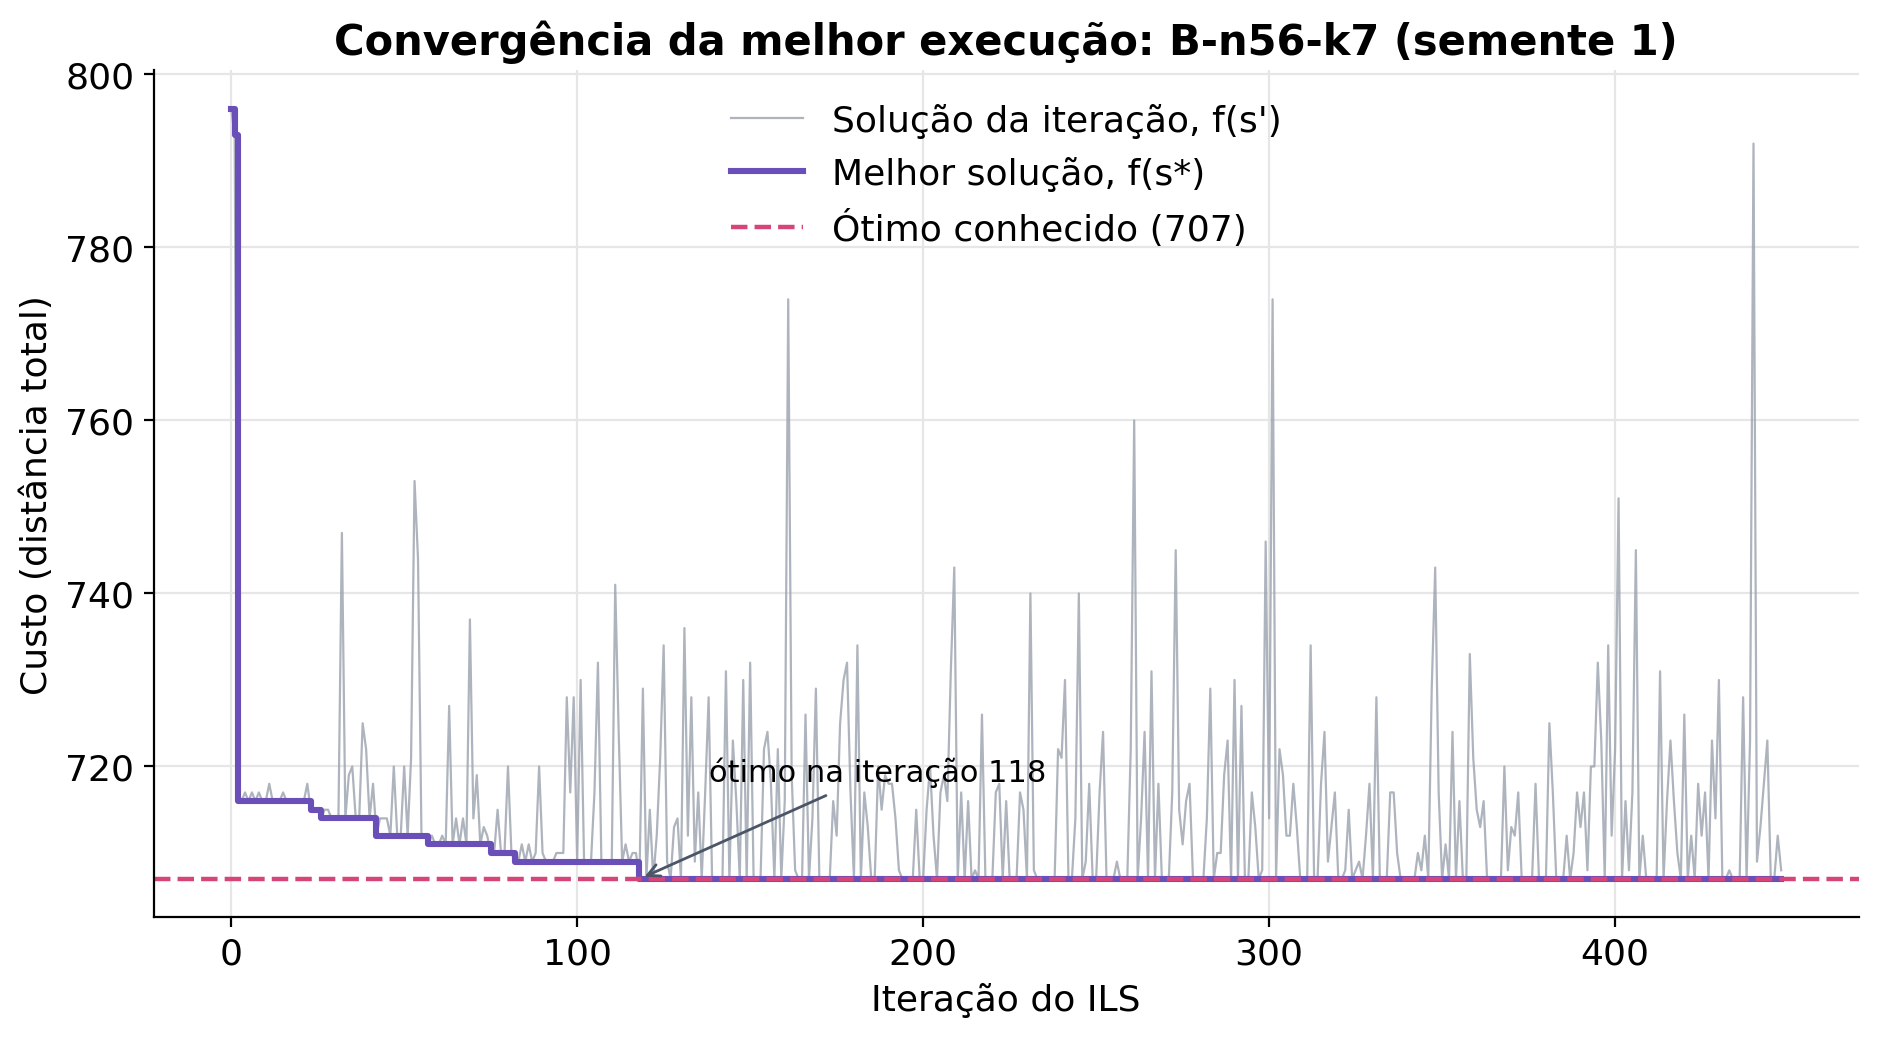 Convergência da melhor execução: B-n56-k7 (semente 1)
Solução da iteração, f(s')
Melhor solução, f(s*)
Ótimo conhecido (707)
Custo (distância total)
800
780
760
740
720
ótimo na iteração 118
0 100 200 300 400
Iteração do ILS